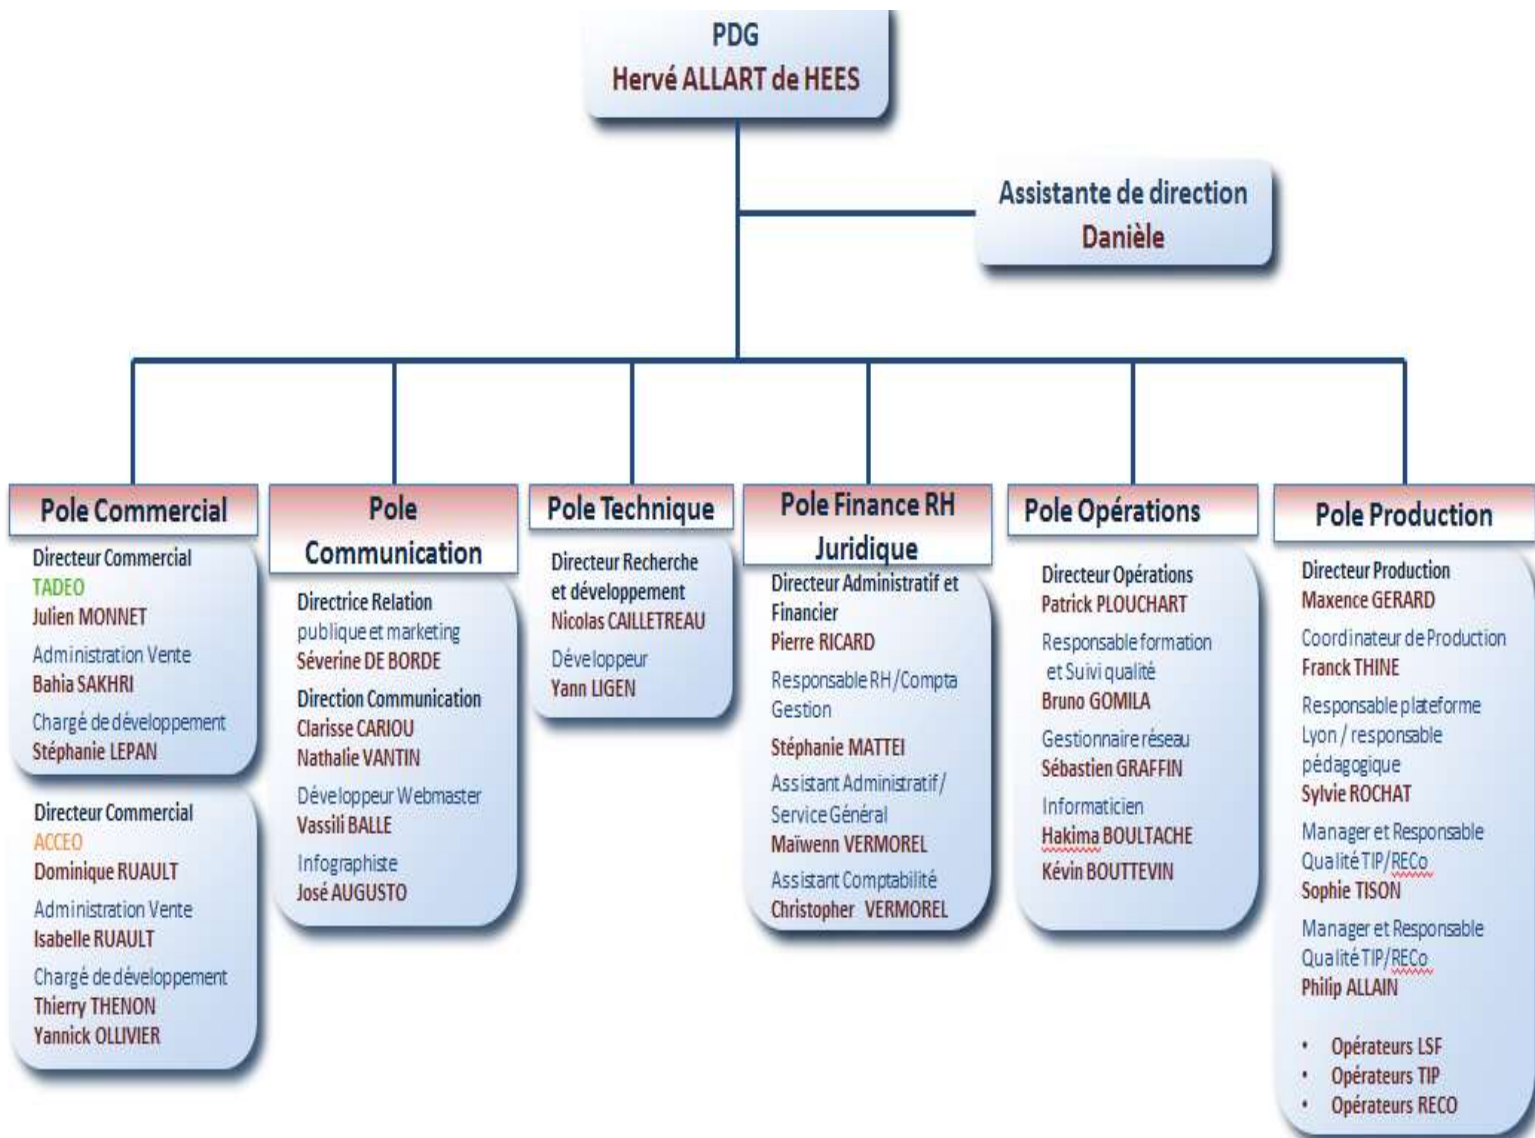 PDG
Hervé ALLART de HEES
Assistante de direction
Danièle
Pole Commercial
Directeur Commercial
TADEO
Julien MONNET
Administration Vente
Bahia SAKHRI
Chargé de développement
Stéphanie LEPAN
Directeur Commercial
ACCEO
Dominique RUAULT
Administration Vente
Isabelle RUAULT
Chargé de développement
Thierry THENON
Yannick OLLIVIER
Pole
Communication
Directrice Relation
publique et marketing
Séverine DE BORDE
Direction Communication
Clarisse CARIOU
Nathalie VANTIN
Développeur Webmaster
Vassili BALLE
Infographiste
José AUGUSTO
Pole Technique
Directeur Recherche
et développement
Nicolas CAILLETREAU
Développeur
Yann LIGEN
Pole Finance RH
Juridique
Directeur Administratif et
Financier
Pierre RICARD
Responsable RH/Compta
Gestion
Stéphanie MATTEI
Assistant Administratif/
Service Général
Maïwenn VERMOREL
Assistant Comptabilité
Christopher VERMOREL
Pole Opérations
Directeur Opérations
Patrick PLOUCHART
Responsable formation
et Suivi qualité
Bruno GOMILA
Gestionnaire réseau
Sébastien GRAFFIN
Informaticien
Hakima BOULTACHE
Kévin BOUTTEVIN
Pole Production
Directeur Production
Maxence GERARD
Coordinateur de Production
Franck THINE
Responsable plateforme
Lyon / responsable
pédagogique
Sylvie ROCHAT
Manager et Responsable
Qualité TIP/RECo
Sophie TISON
Manager et Responsable
Qualité TIP/RECo
Philip ALLAIN
• Opérateurs LSF
• Opérateurs TIP
• Opérateurs RECO